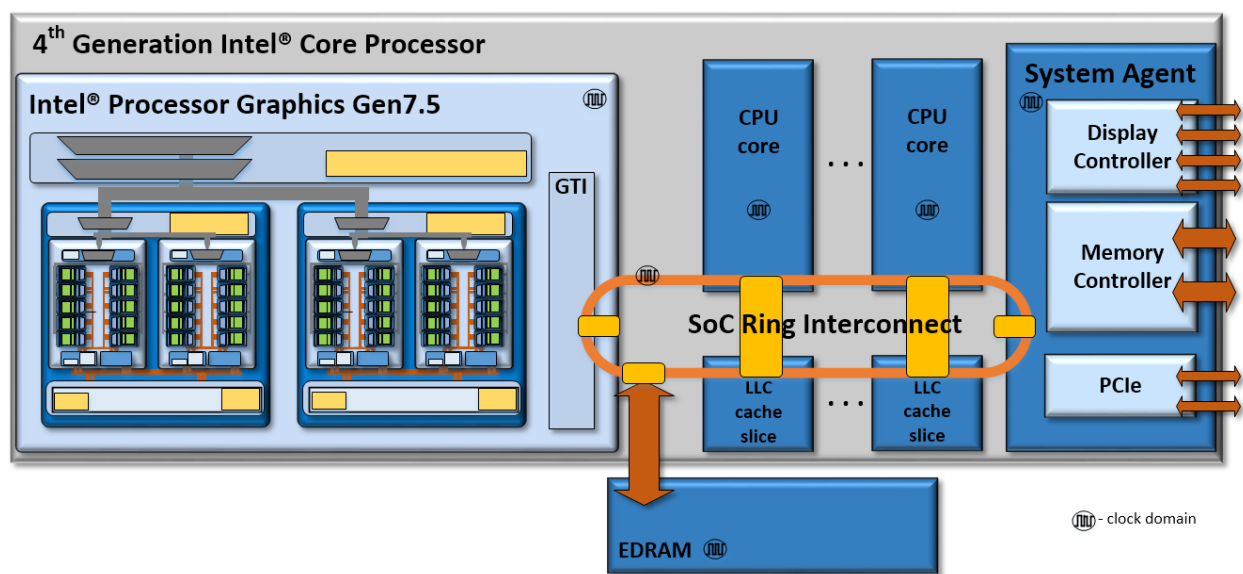 4th Generation Intel® Core Processor
Intel® Processor Graphics Gen7.5
GTI
CPU
core
...
CPU
core
System Agent
Display
Controller
Memory
Controller
PCIe
SoC Ring Interconnect
LLC
cache
slice
...
LLC
cache
slice
EDRAM
- clock domain